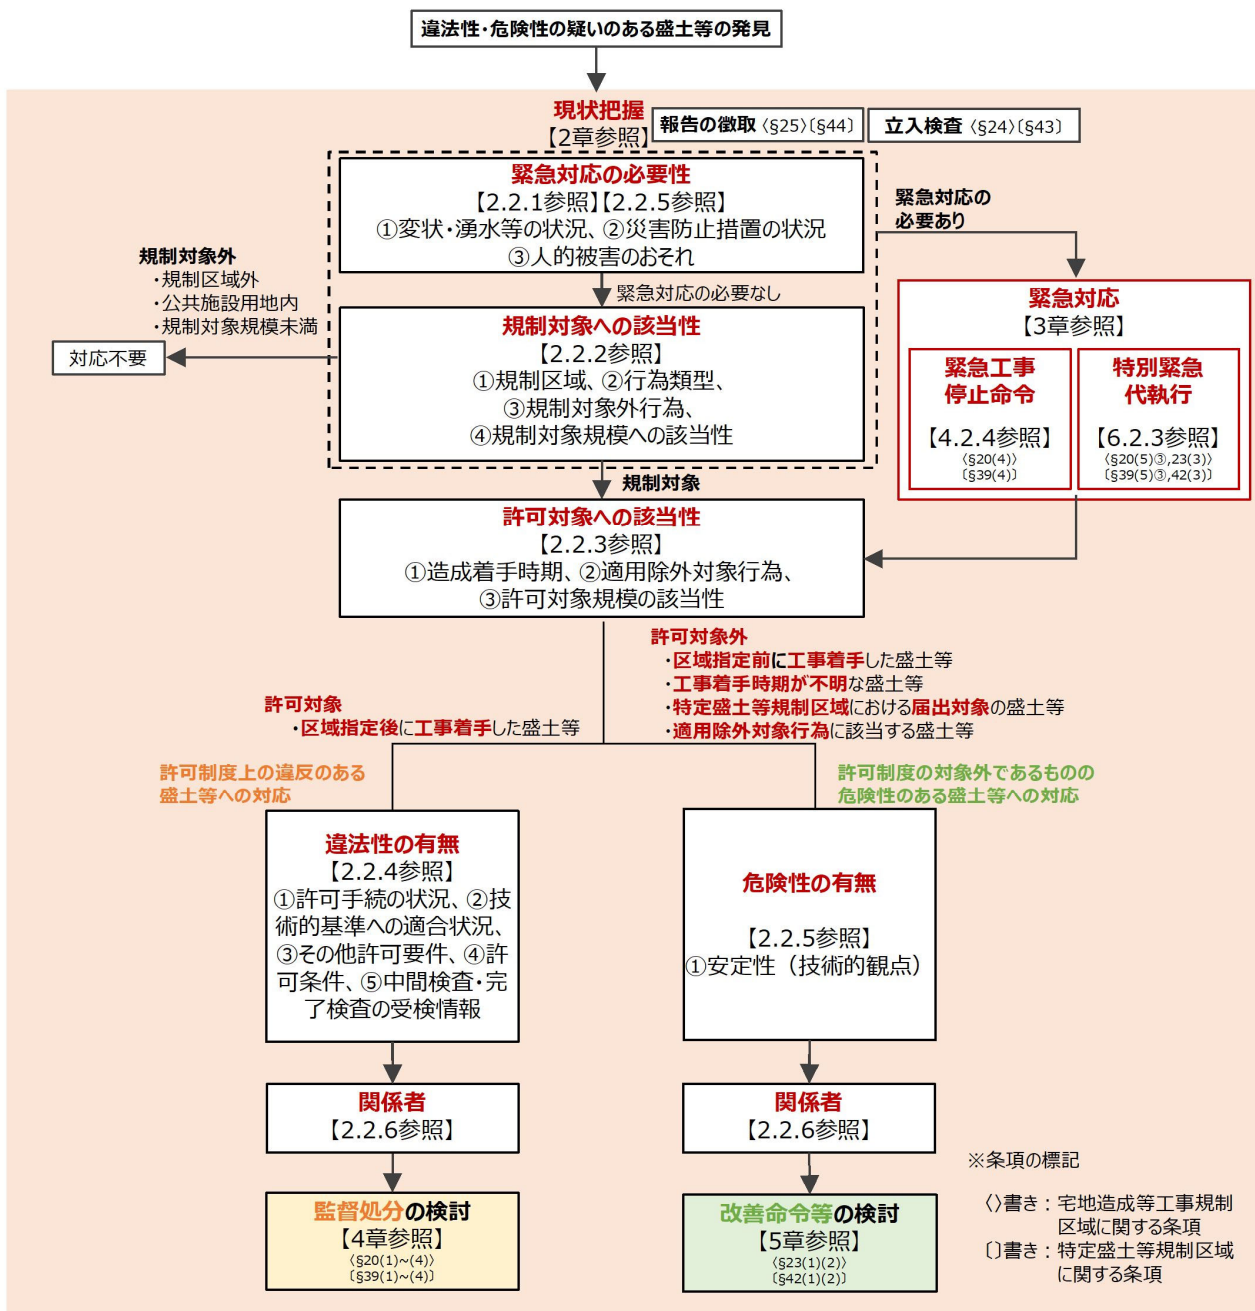 違法性・危険性の疑いのある盛土等の発見
現状把握
【2章参照】
報告の徴取〈§25〉〔§44〕
立入検査〈§24〉〔§43〕
緊急対応の必要性
【2.2.1参照】【2.2.5参照】
①変状・湧水等の状況、②災害防止措置の状況
③人的被害のおそれ
緊急対応の
必要あり
規制対象外
・規制区域外
・公共施設用地内
・規制対象規模未満
対応不要
緊急対応の必要なし
規制対象への該当性
【2.2.2参照】
①規制区域、②行為類型、
③規制対象外行為、
④規制対象規模への該当性
緊急対応
【3章参照】
緊急工事
停止命令
【4.2.4参照】
〈§20(4)〉
〔§39(4)〕
特別緊急
代執行
【6.2.3参照】
〈§20(5)③,23(3)〉
〔§39(5)③,42(3)〕
規制対象
許可対象への該当性
【2.2.3参照】
①造成着手時期、②適用除外対象行為、
③許可対象規模の該当性
許可対象外
・区域指定前に工事着手した盛土等
・工事着手時期が不明な盛土等
・特定盛土等規制区域における届出対象の盛土等
・適用除外対象行為に該当する盛土等
許可対象
・区域指定後に工事着手した盛土等
許可制度上の違反のある
盛土等への対応
許可制度の対象外であるものの
危険性のある盛土等への対応
違法性の有無
【2.2.4参照】
①許可手続の状況、②技
術的基準への適合状況、
③その他許可要件、④許
可条件、⑤中間検査・完
了検査の受検情報
危険性の有無
【2.2.5参照】
①安定性（技術的観点）
関係者
【2.2.6参照】
関係者
【2.2.6参照】
監督処分の検討
【4章参照】
〈§20(1)~(4)〉
〔§39(1)~(4)〕
改善命令等の検討
【5章参照】
〈§23(1)(2)〉
〔§42(1)(2)〕
※条項の標記
〈〉書き：宅地造成等工事規制
区域に関する条項
〔〕書き：特定盛土等規制区域
に関する条項